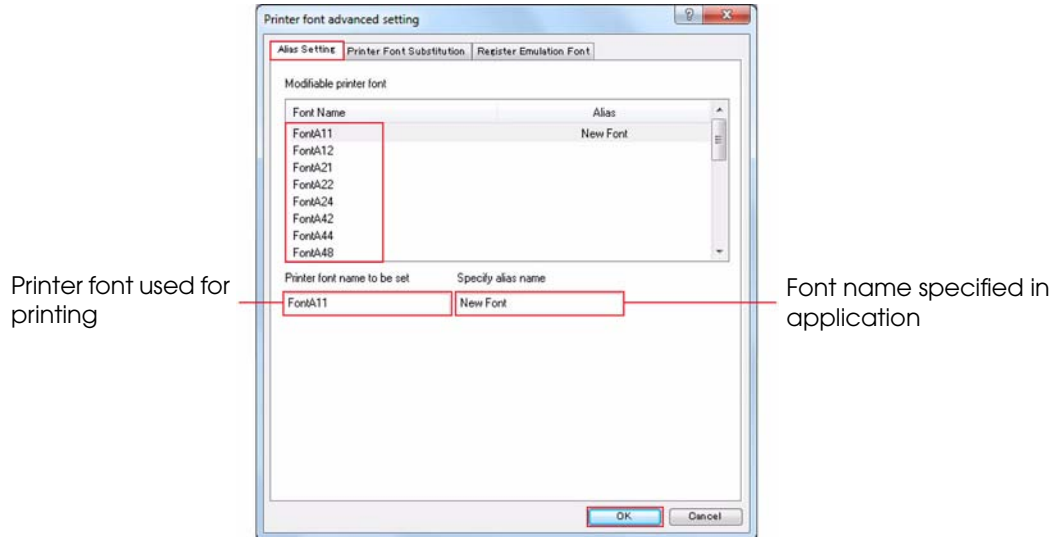 Printer font advanced setting
Alias Setting Printer Font Substitution Register Emulation Font
Modifiable printer font
Font Name Alias
FontA11 New Font
FontA12
FontA21
FontA22
FontA24
FontA42
FontA44
FontA48
Printer font name to be set Specify alias name
Printer font used for
printing
FontA11 New Font
Font name specified in
application
OK Cancel